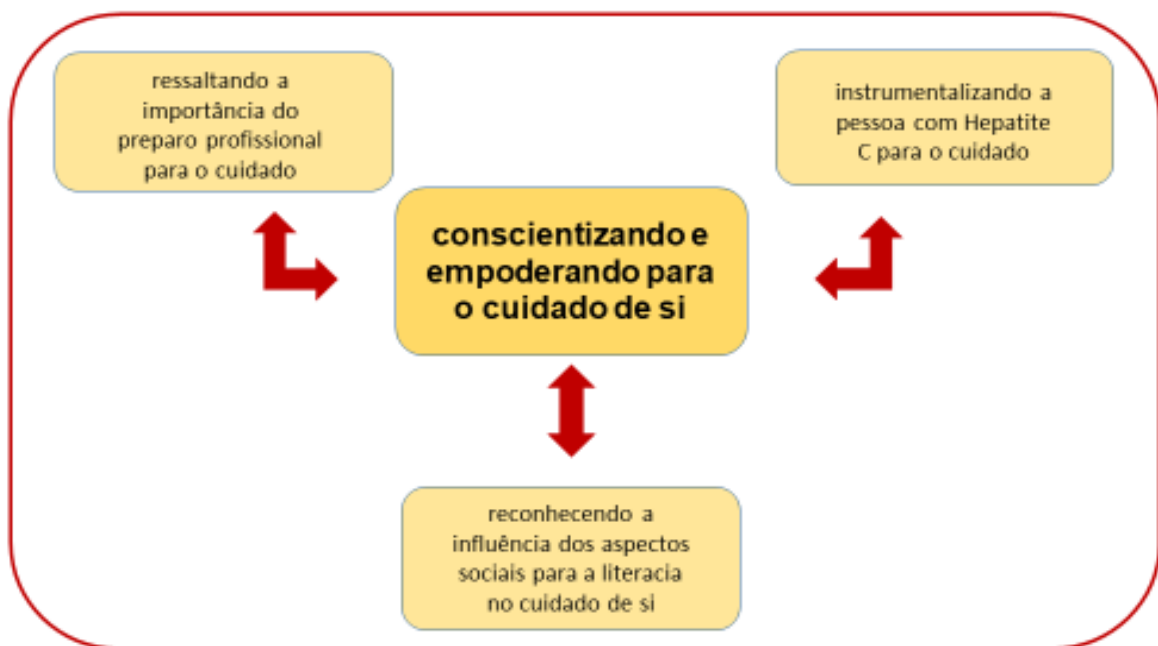 ressaltando a
importância do
preparo profissional
para o cuidado
instrumentalizando a
pessoa com Hepatite
C para o cuidado
conscientizando e
empoderando para
o cuidado de si
reconhecendo a
influência dos aspectos
sociais para a literacia
no cuidado de si